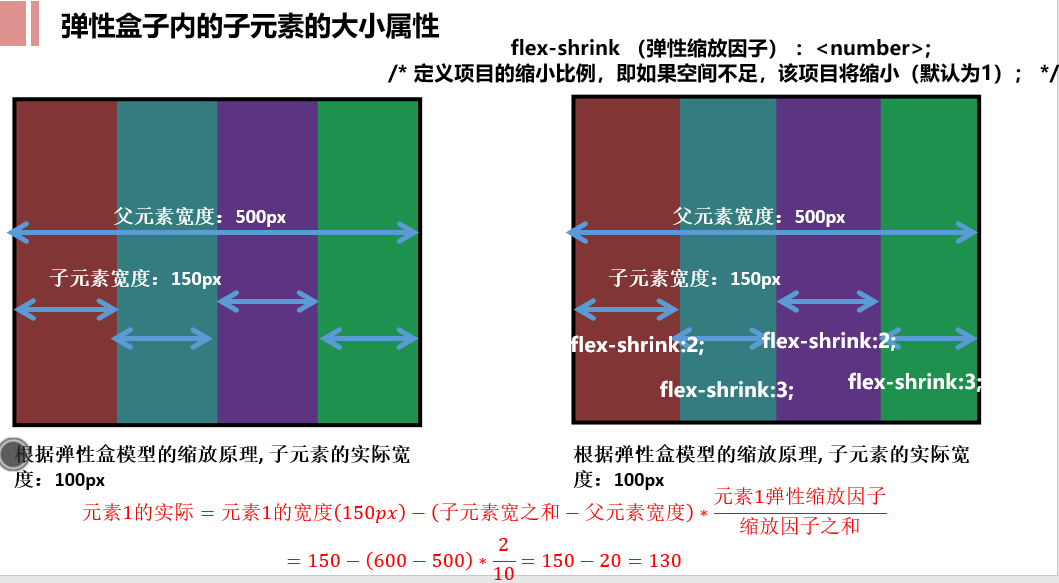 弹性盒子内的子元素的大小属性
flex-shrink （弹性缩放因子）：<number>;
/* 定义项目的缩小比例，即如果空间不足，该项目将缩小（默认为1）； */
父元素宽度：500px
子元素宽度：150px
根据弹性盒模型的缩放原理, 子元素的实际宽
度：100px
父元素宽度：500px
子元素宽度：150px
flex-shrink:2;
flex-shrink:2;
flex-shrink:3;
flex-shrink:3;
根据弹性盒模型的缩放原理, 子元素的实际宽
度：100px
元素1的实际 = 元素1的宽度(150px) − (子元素宽之和 − 父元素宽度) * 元素1弹性缩放因子/缩放因子之和
= 150 − (600 − 500) * 2/10 = 150 − 20 = 130